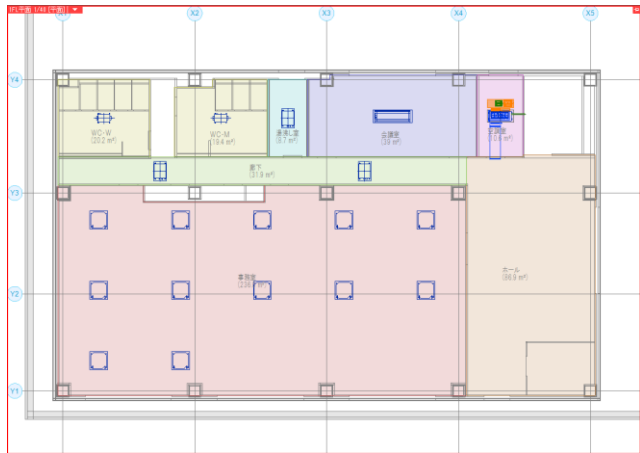 1FL平面 1/48 [平面]
X1
X2
X3
X4
X5
Y4
WC-W
(20.2 m²)
WC-M
(19.4 m²)
湯沸し室
(9.7 m²)
会議室
(39 m²)
空調室
廊下
(31.9 m²)
Y3
事務室
ホール
Y2
Y1